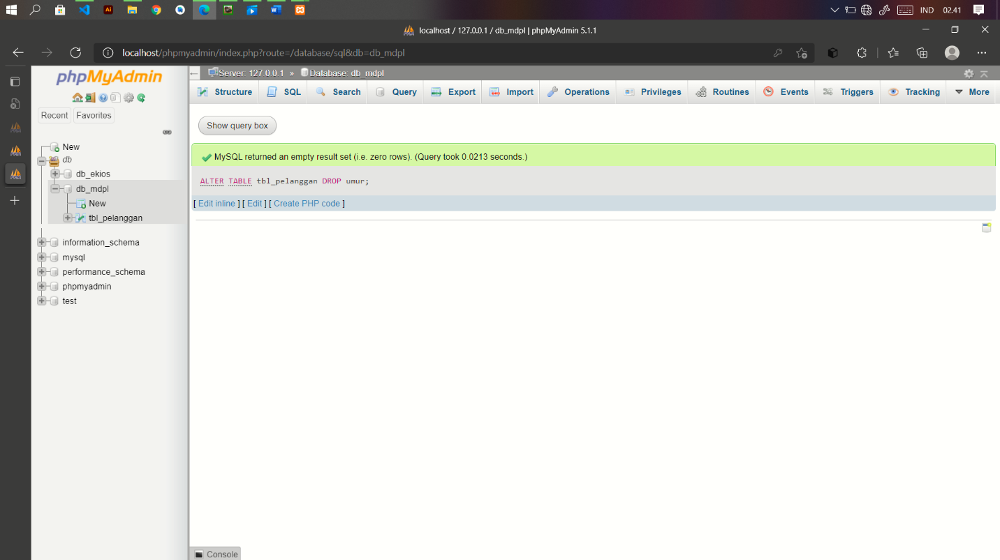 IND 02.41
localhost / 127.0.0.1 / db_mdpl | phpMyAdmin 5.1.1
localhost/phpmyadmin/index.php?route=/database/sql&db=db_mdpl
phpMyAdmin
Recent Favorites
New
db
db_ekios
db_mdpl
New
tbl_pelanggan
information_schema
mysql
performance_schema
phpmyadmin
test
Server: 127.0.0.1 » Database: db_mdpl
Structure SQL Search Query Export Import Operations Privileges Routines Events Triggers Tracking More
Show query box
MySQL returned an empty result set (i.e. zero rows). (Query took 0.0213 seconds.)
ALTER TABLE tbl_pelanggan DROP umur;
[ Edit inline ] [ Edit ] [ Create PHP code ]
Console